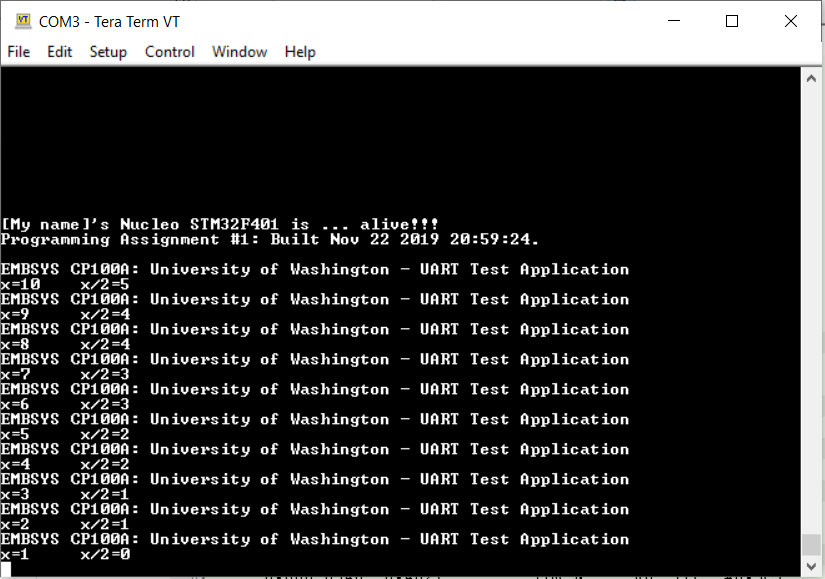 COM3 - Tera Term VT
File Edit Setup Control Window Help
[My name]'s Nucleo STM32F401 is ... alive!!!
Programming Assignment #1: Built Nov 22 2019 20:59:24.
EMBSYS CP100A: University of Washington - UART Test Application
x=10 x/2=5
EMBSYS CP100A: University of Washington - UART Test Application
x=9 x/2=4
EMBSYS CP100A: University of Washington - UART Test Application
x=8 x/2=4
EMBSYS CP100A: University of Washington - UART Test Application
x=7 x/2=3
EMBSYS CP100A: University of Washington - UART Test Application
x=6 x/2=3
EMBSYS CP100A: University of Washington - UART Test Application
x=5 x/2=2
EMBSYS CP100A: University of Washington - UART Test Application
x=4 x/2=2
EMBSYS CP100A: University of Washington - UART Test Application
x=3 x/2=1
EMBSYS CP100A: University of Washington - UART Test Application
x=2 x/2=1
EMBSYS CP100A: University of Washington - UART Test Application
x=1 x/2=0